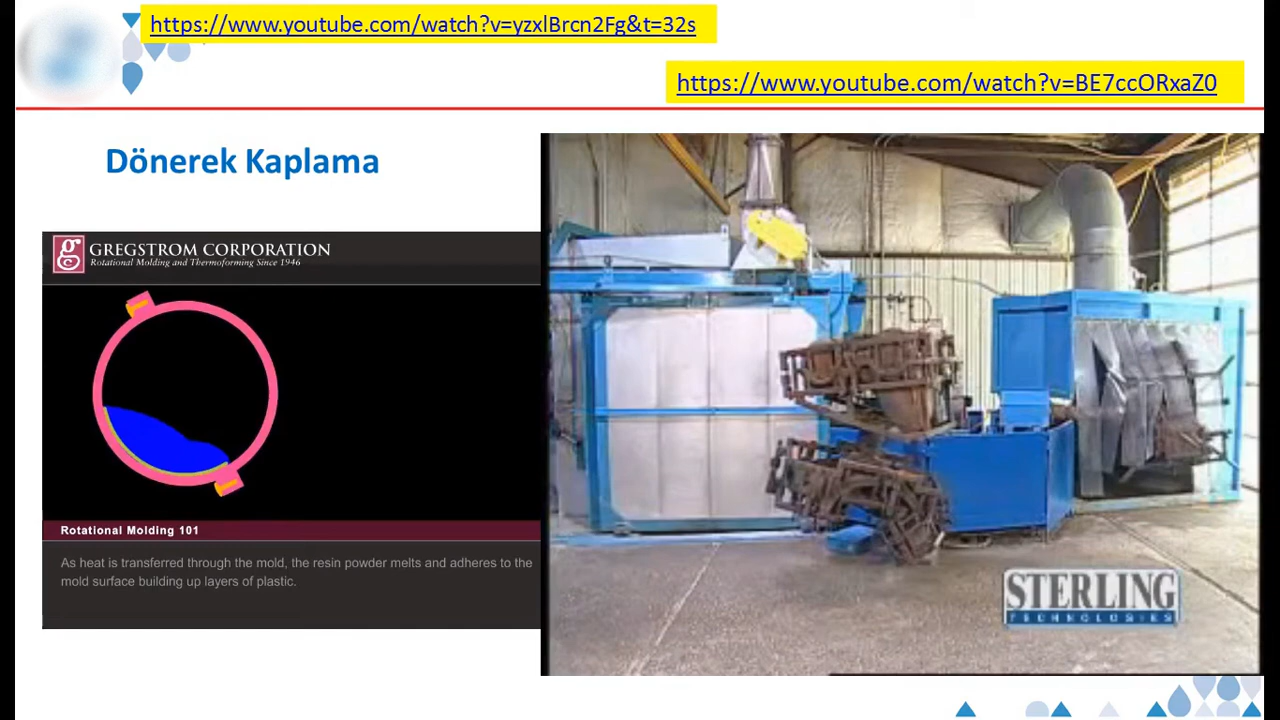 https://www.youtube.com/watch?v=yzxlBrcn2Fg&t=32s
https://www.youtube.com/watch?v=BE7ccORxaZ0
Dönerek Kaplama
GREGSTROM CORPORATION
Rotational Molding and Thermoforming Since 1946
Rotational Molding 101
As heat is transferred through the mold, the resin powder melts and adheres to the
mold surface building up layers of plastic.
STERLING
TECHNOLOGIES